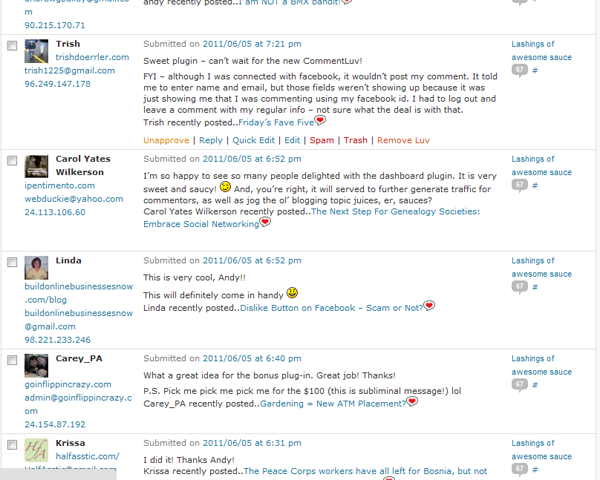 andrewgbailey@gmail.co
m
90.215.170.71
andy recently posted..I am NOT a BMX bandit!
Trish
trishdoerrler.com
trish1225@gmail.com
96.249.147.178
Submitted on 2011/06/05 at 7:21 pm
Sweet plugin – can't wait for the new CommentLuv!
FYI – although I was connected with facebook, it wouldn't post my comment. It told
me to enter name and email, but those fields weren't showing up because it was
just showing me that I was commenting using my facebook id. I had to log out and
leave a comment with my regular info – not sure what the deal is with that.
Trish recently posted..Friday's Fave Five
Unapprove | Reply | Quick Edit | Edit | Spam | Trash | Remove Luv
Lashings of
awesome sauce
67 #
Carol Yates
Wilkerson
ipentimento.com
webduckie@yahoo.com
24.113.106.60
Submitted on 2011/06/05 at 6:52 pm
I'm so happy to see so many people delighted with the dashboard plugin. It is very
sweet and saucy! And, you're right, it will served to further generate traffic for
commentors, as well as jog the ol' blogging topic juices, er, sauces?
Carol Yates Wilkerson recently posted..The Next Step For Genealogy Societies:
Embrace Social Networking
Lashings of
awesome sauce
67 #
Linda
buildonlinebusinessesnow
.com/blog
buildonlinebusinessesnow
@gmail.com
98.221.233.246
Submitted on 2011/06/05 at 6:52 pm
This is very cool, Andy!!
This will definitely come in handy
Linda recently posted..Dislike Button on Facebook – Scam or Not?
Lashings of
awesome sauce
67 #
Carey_PA
goinflippincrazy.com
admin@goinflippincrazy.c
om
24.154.87.192
Submitted on 2011/06/05 at 6:40 pm
What a great idea for the bonus plug-in. Great job! Thanks!
P.S. Pick me pick me pick me for the $100 (this is subliminal message!) lol
Carey_PA recently posted..Gardening = New ATM Placement?
Lashings of
awesome sauce
67 #
Krissa
halfasstic.com/
HalfAsstic@gmail.com
Submitted on 2011/06/05 at 6:31 pm
I did it! Thanks Andy!
Krissa recently posted..The Peace Corps workers have all left for Bosnia, but not
Lashings of
awesome sauce
67 #